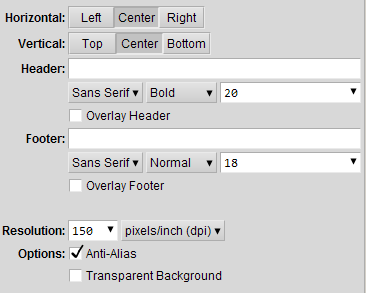 Horizontal: Left Center Right
Vertical: Top Center Bottom
Header:
Sans Serif Bold 20
Overlay Header
Footer:
Sans Serif Normal 18
Overlay Footer
Resolution: 150 pixels/inch (dpi)
Options: Anti-Alias
Transparent Background